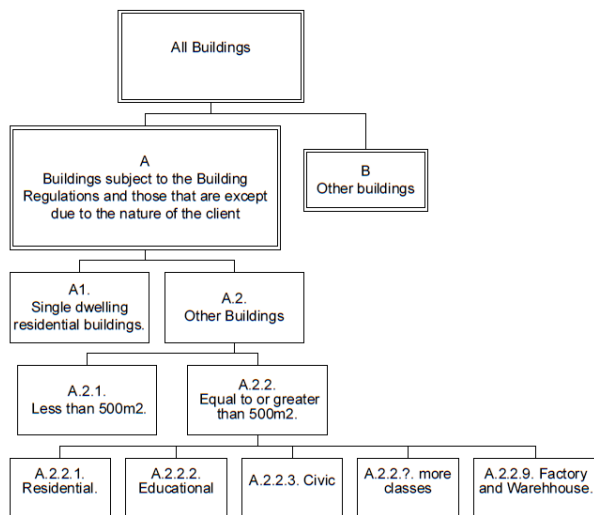 All Buildings
A
Buildings subject to the Building
Regulations and those that are except
due to the nature of the client
B
Other buildings
A1.
Single dwelling
residential buildings.
A.2.
Other Buildings
A.2.1.
Less than 500m2.
A.2.2.
Equal to or greater
than 500m2.
A.2.2.1.
Residential.
A.2.2.2.
Educational
A.2.2.3. Civic
A.2.2.?. more
classes
A.2.2.9. Factory
and Warehhouse.